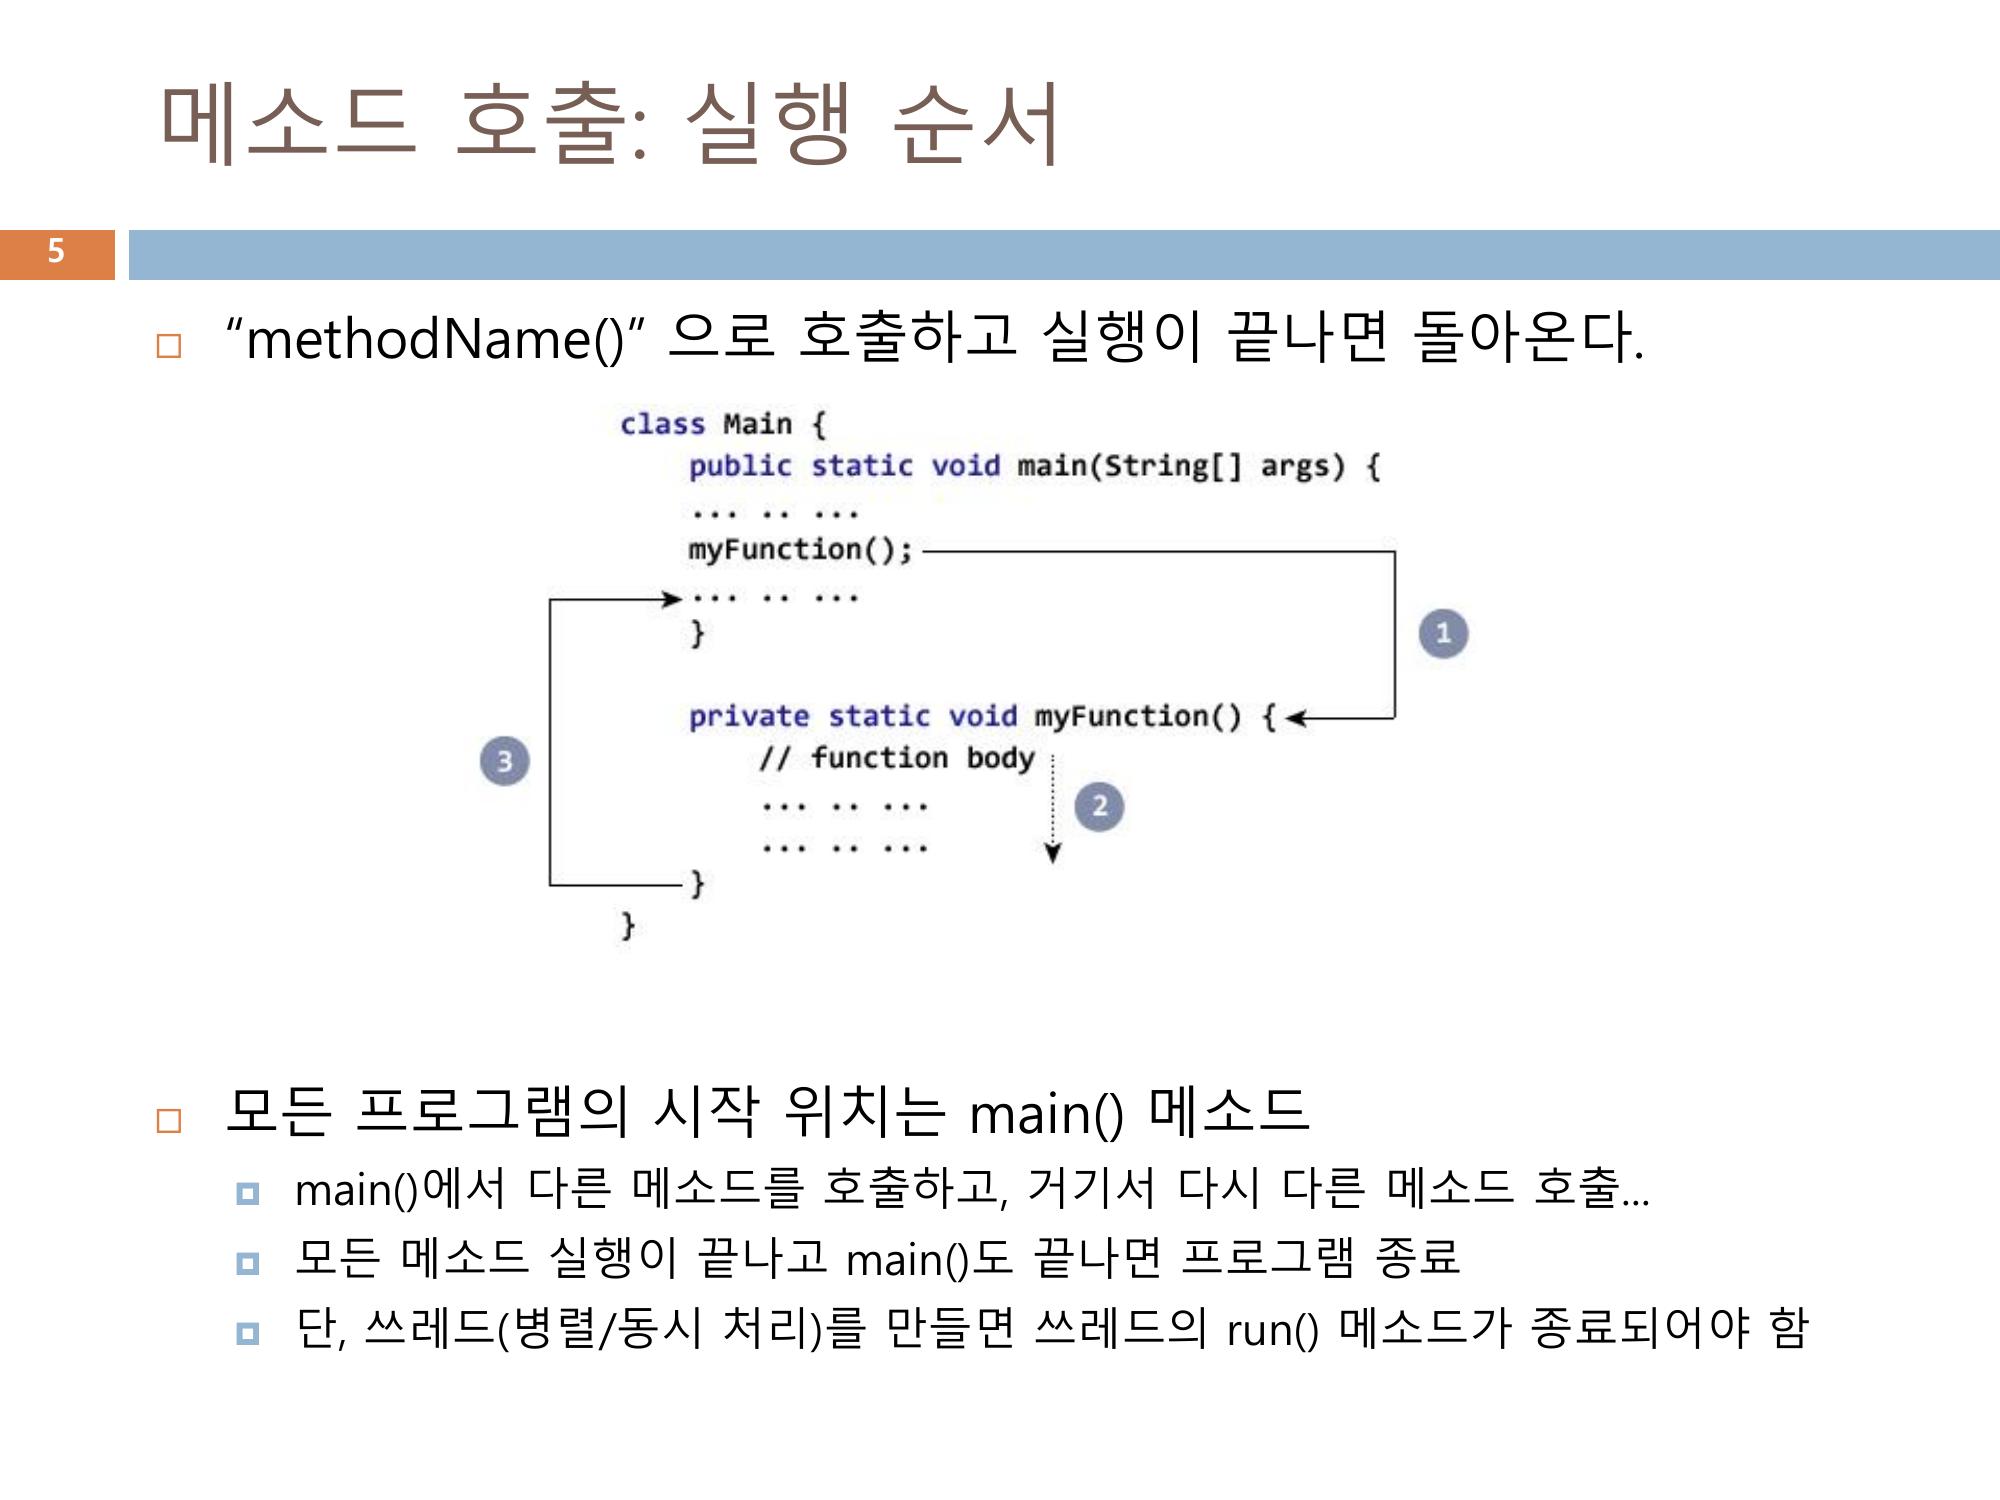 메소드 호출: 실행 순서
5
“methodName()” 으로 호출하고 실행이 끝나면 돌아온다.
class Main {
public static void main(String[] args) {
... .. ...
myFunction();
... .. ...
}
1
private static void myFunction() {
// function body
3
2
... .. ...
... .. ...
}
}
모든 프로그램의 시작 위치는 main() 메소드
main()에서 다른 메소드를 호출하고, 거기서 다시 다른 메소드 호출...
모든 메소드 실행이 끝나고 main()도 끝나면 프로그램 종료
단, 쓰레드(병렬/동시 처리)를 만들면 쓰레드의 run() 메소드가 종료되어야 함